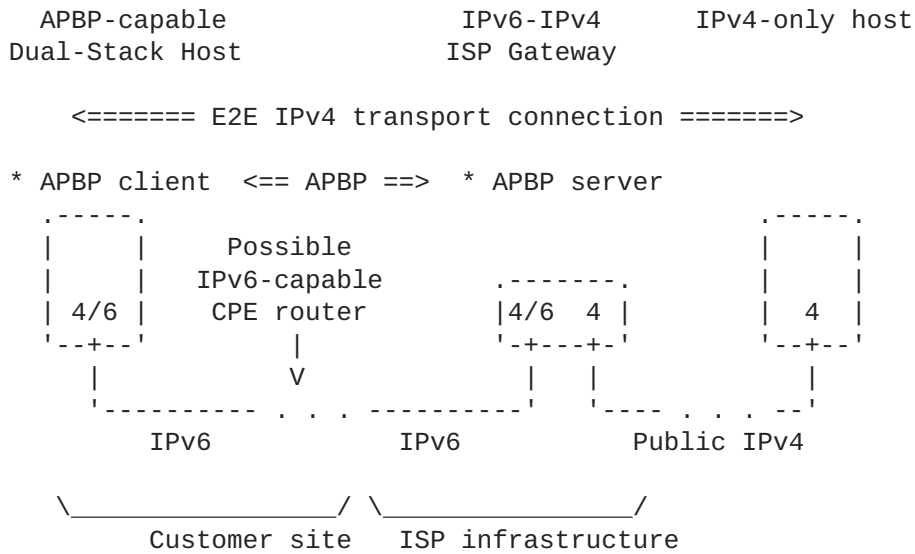 APBP-capable IPv6-IPv4 IPv4-only host
Dual-Stack Host ISP Gateway
<======= E2E IPv4 transport connection =======>
* APBP client <== APBP ==> * APBP server
Possible
IPv6-capable
4/6 CPE router 4/6 4 4
V
. . . . . .
IPv6 IPv6 Public IPv4
Customer site ISP infrastructure